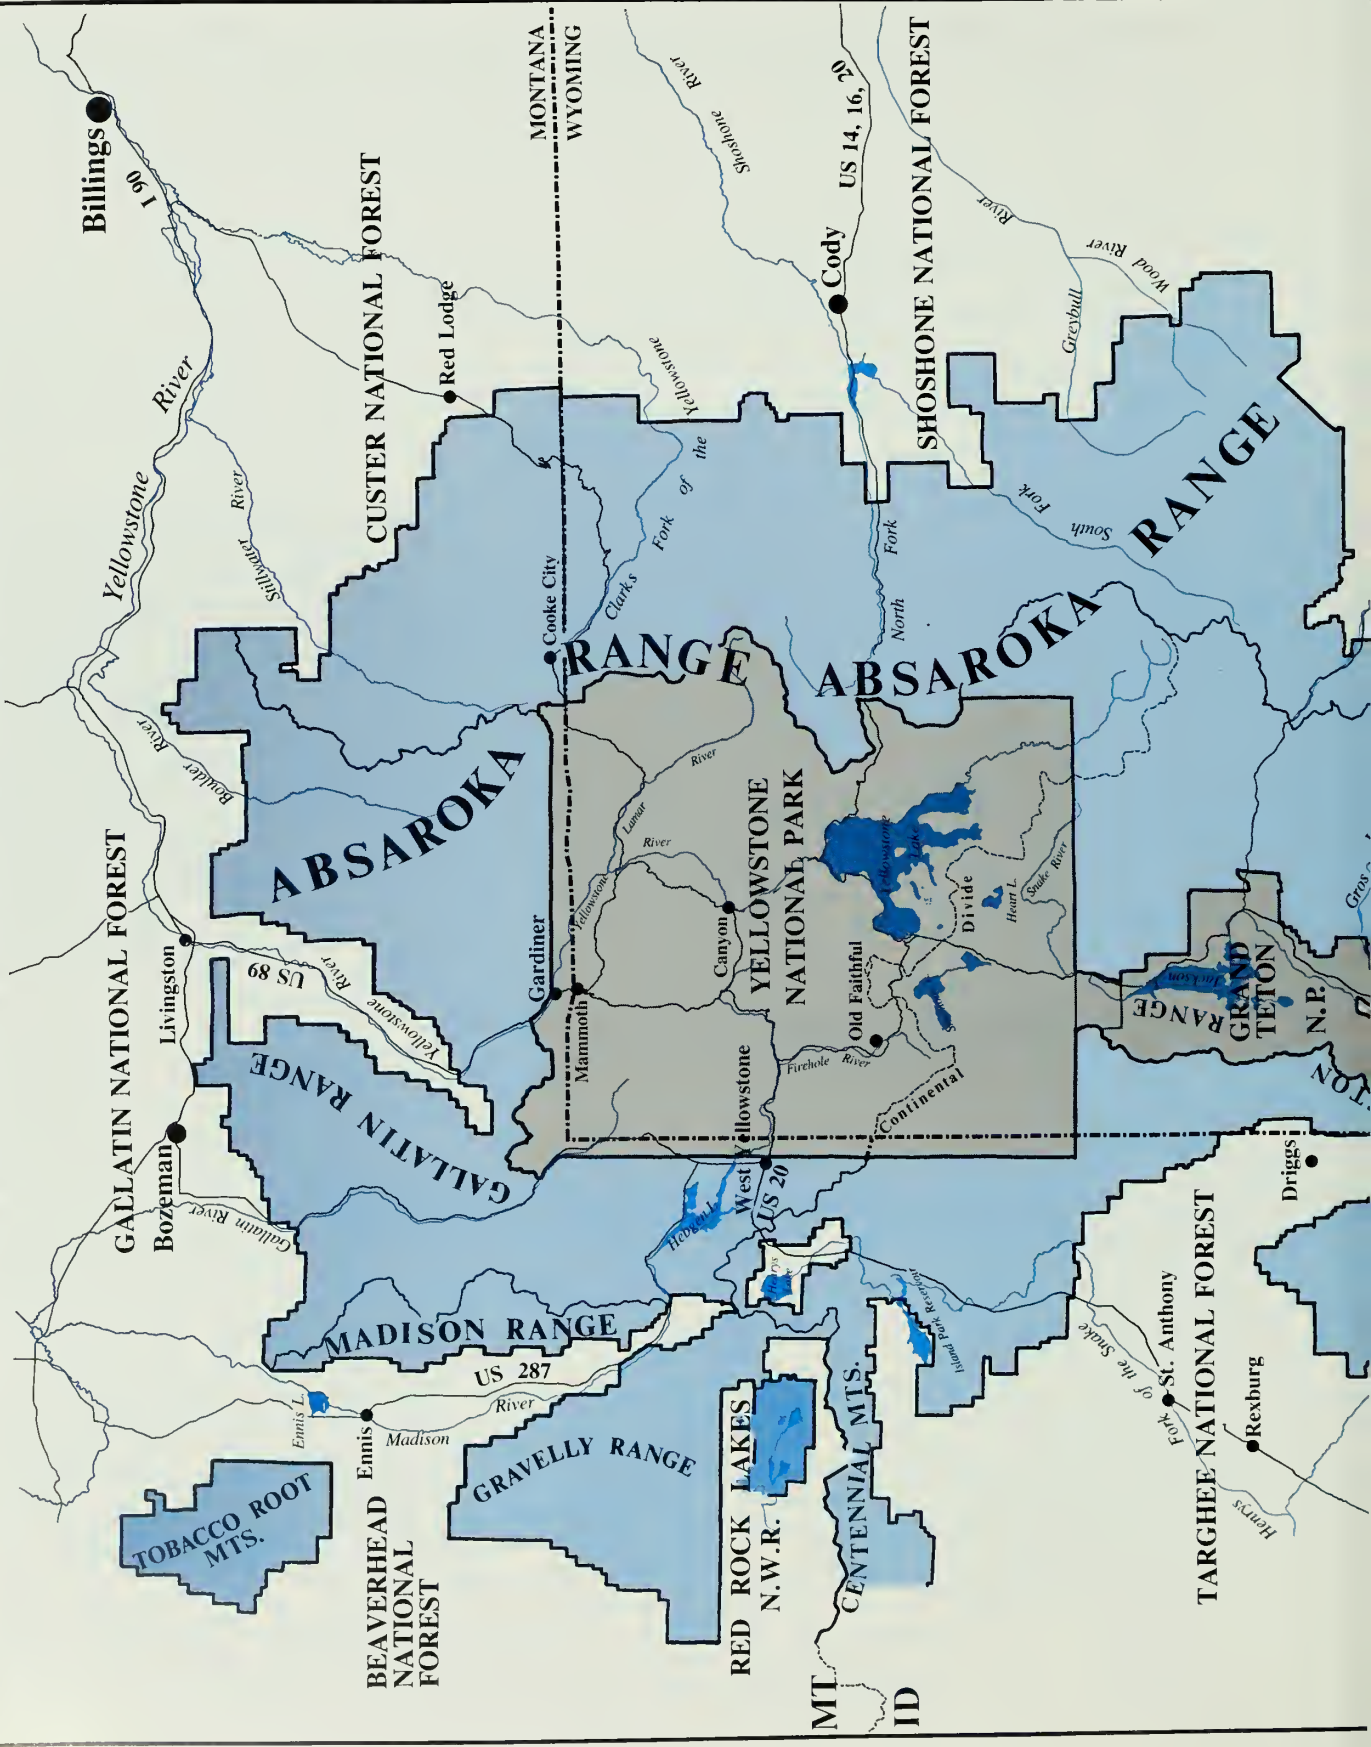 Billings
I 90
Yellowstone River
Stillwater River
Boulder River
CUSTER NATIONAL FOREST
Red Lodge
MONTANA
WYOMING
Shoshone River
US 14, 16, 20
Cody
SHOSHONE NATIONAL FOREST
Greybull River
Wood River
Clarks Fork of the Yellowstone
Cooke City
North Fork
South Fork
ABSAROKA RANGE
ABSAROKA RANGE
GALLATIN NATIONAL FOREST
Livingston
US 89
Yellowstone River
Bozeman
Gallatin River
GALLATIN RANGE
Gardiner
Mammoth
Yellowstone River
Lamar River
Canyon
YELLOWSTONE
NATIONAL PARK
Yellowstone
Lake
Old Faithful
Firehole River
Continental Divide
Heart L.
Snake River
West Yellowstone
US 20
Hebgen L.
Henrys
MADISON RANGE
US 287
Ennis L.
Ennis
Madison River
TOBACCO ROOT
MTS.
BEAVERHEAD
NATIONAL
FOREST
GRAVELLY RANGE
RED ROCK LAKES
N.W.R.
CENTENNIAL MTS.
MT
ID
Island Park Reservoir
Henrys Fork of the Snake
St. Anthony
Rexburg
TARGHEE NATIONAL FOREST
Driggs
Jackson
GRAND
TETON
N.P.
RANGE
TON
Gros